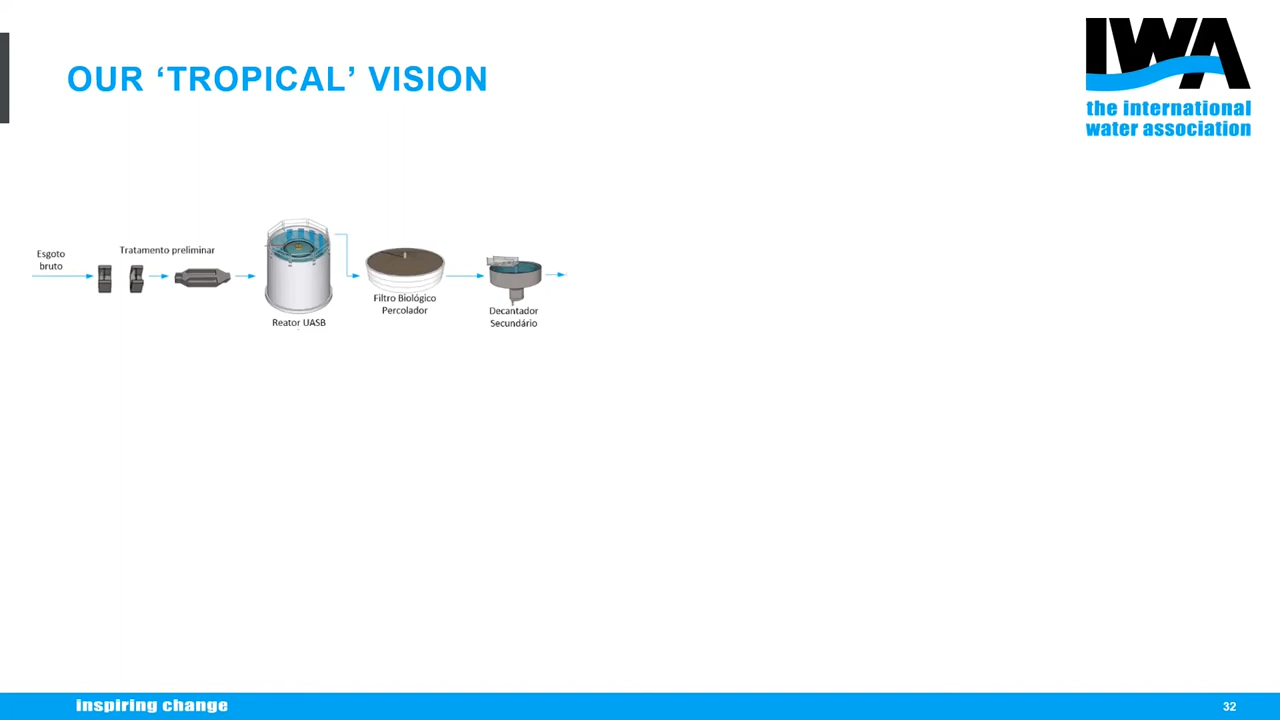 OUR ‘TROPICAL’ VISION
IWA
the international
water association
Esgoto
bruto
Tratamento preliminar
Reator UASB
Filtro Biológico
Percolador
Decantador
Secundário
inspiring change
32